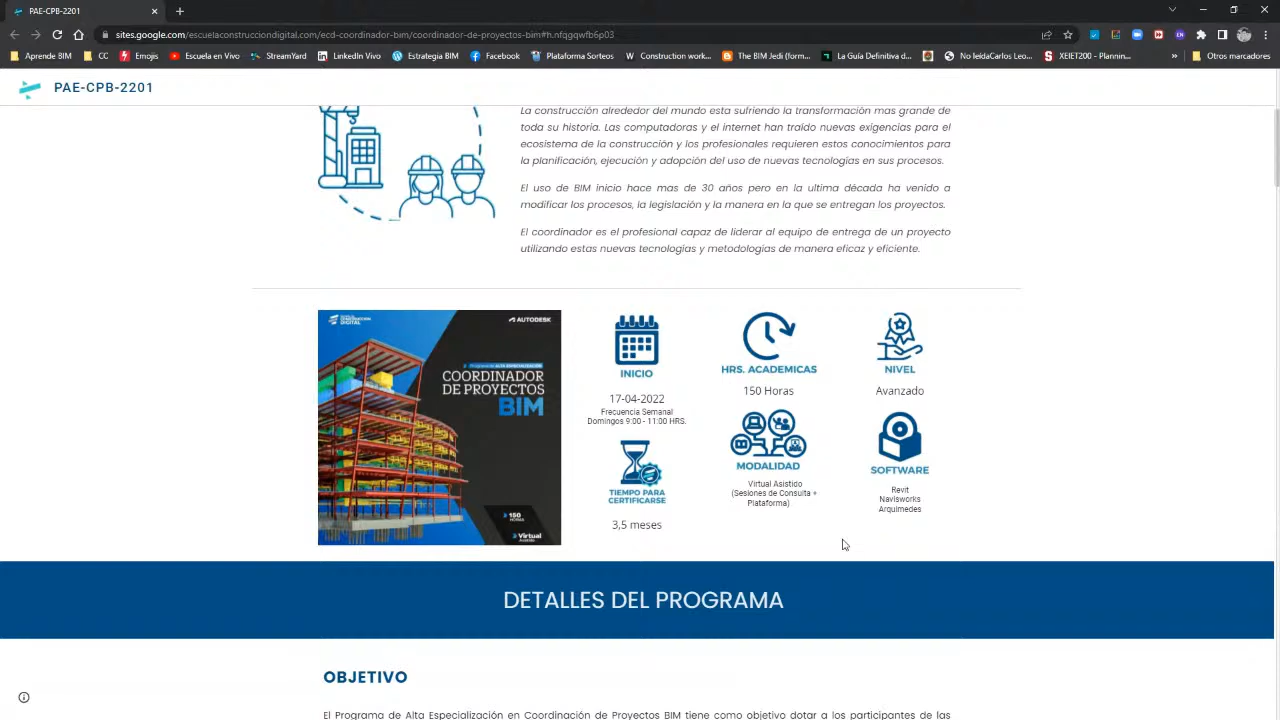 PAE-CPB-2201
sites.google.com/escuelaconstrucciondigital.com/ecd-coordinador-bim/coordinador-de-proyectos-bim#h.nfqgqwfb6p03
Aprende BIM
CC
Emojis
Escuela en Vivo
StreamYard
LinkedIn Vivo
Estrategia BIM
Facebook
Plataforma Sorteos
Construction work...
The BIM Jedi (form...
La Guía Definitiva d...
No leídaCarlos Leo...
XEIET200 - Plannin...
»
Otros marcadores
PAE-CPB-2201
La construcción alrededor del mundo esta sufriendo la transformación mas grande de
toda su historia. Las computadoras y el internet han traído nuevas exigencias para el
ecosistema de la construcción y los profesionales requieren estos conocimientos para
la planificación, ejecución y adopción del uso de nuevas tecnologías en sus procesos.
El uso de BIM inicio hace mas de 30 años pero en la ultima década ha venido a
modificar los procesos, la legislación y la manera en la que se entregan los proyectos.
El coordinador es el profesional capaz de liderar al equipo de entrega de un proyecto
utilizando estas nuevas tecnologías y metodologías de manera eficaz y eficiente.
AUTODESK
COORDINADOR
DE PROYECTOS
BIM
150
HORAS
Virtual
Asistido
INICIO
17-04-2022
Frecuencia Semanal
Domingos 9:00 - 11:00 HRS.
HRS. ACADEMICAS
150 Horas
NIVEL
Avanzado
TIEMPO PARA
CERTIFICARSE
3,5 meses
MODALIDAD
Virtual Asistido
(Sesiones de Consulta +
Plataforma)
SOFTWARE
Revit
Navisworks
Arquimedes
DETALLES DEL PROGRAMA
OBJETIVO
El Programa de Alta Especialización en Coordinación de Proyectos BIM tiene como objetivo dotar a los participantes de las